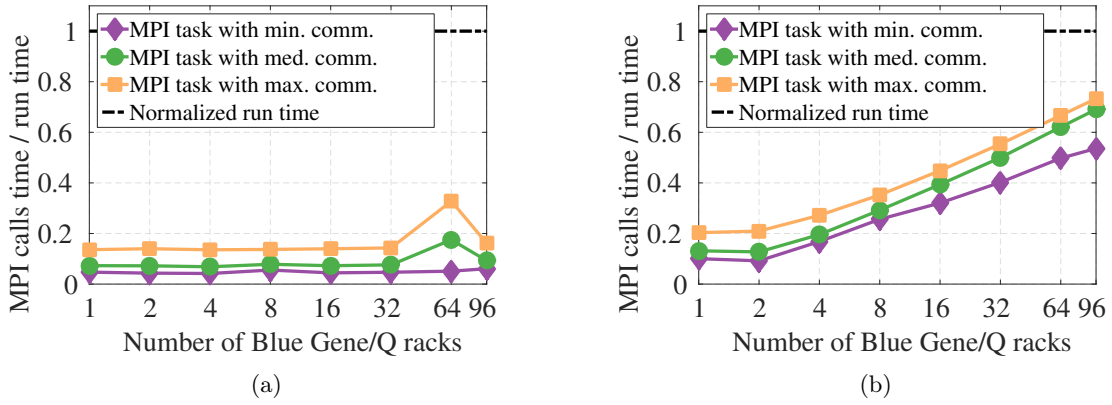 MPI calls time / run time
1
0.8
0.6
0.4
0.2
0
MPI task with min. comm.
MPI task with med. comm.
MPI task with max. comm.
Normalized run time
1 2 4 8 16 32 64 96
Number of Blue Gene/Q racks
(a)
MPI calls time / run time
1
0.8
0.6
0.4
0.2
0
MPI task with min. comm.
MPI task with med. comm.
MPI task with max. comm.
Normalized run time
1 2 4 8 16 32 64 96
Number of Blue Gene/Q racks
(b)